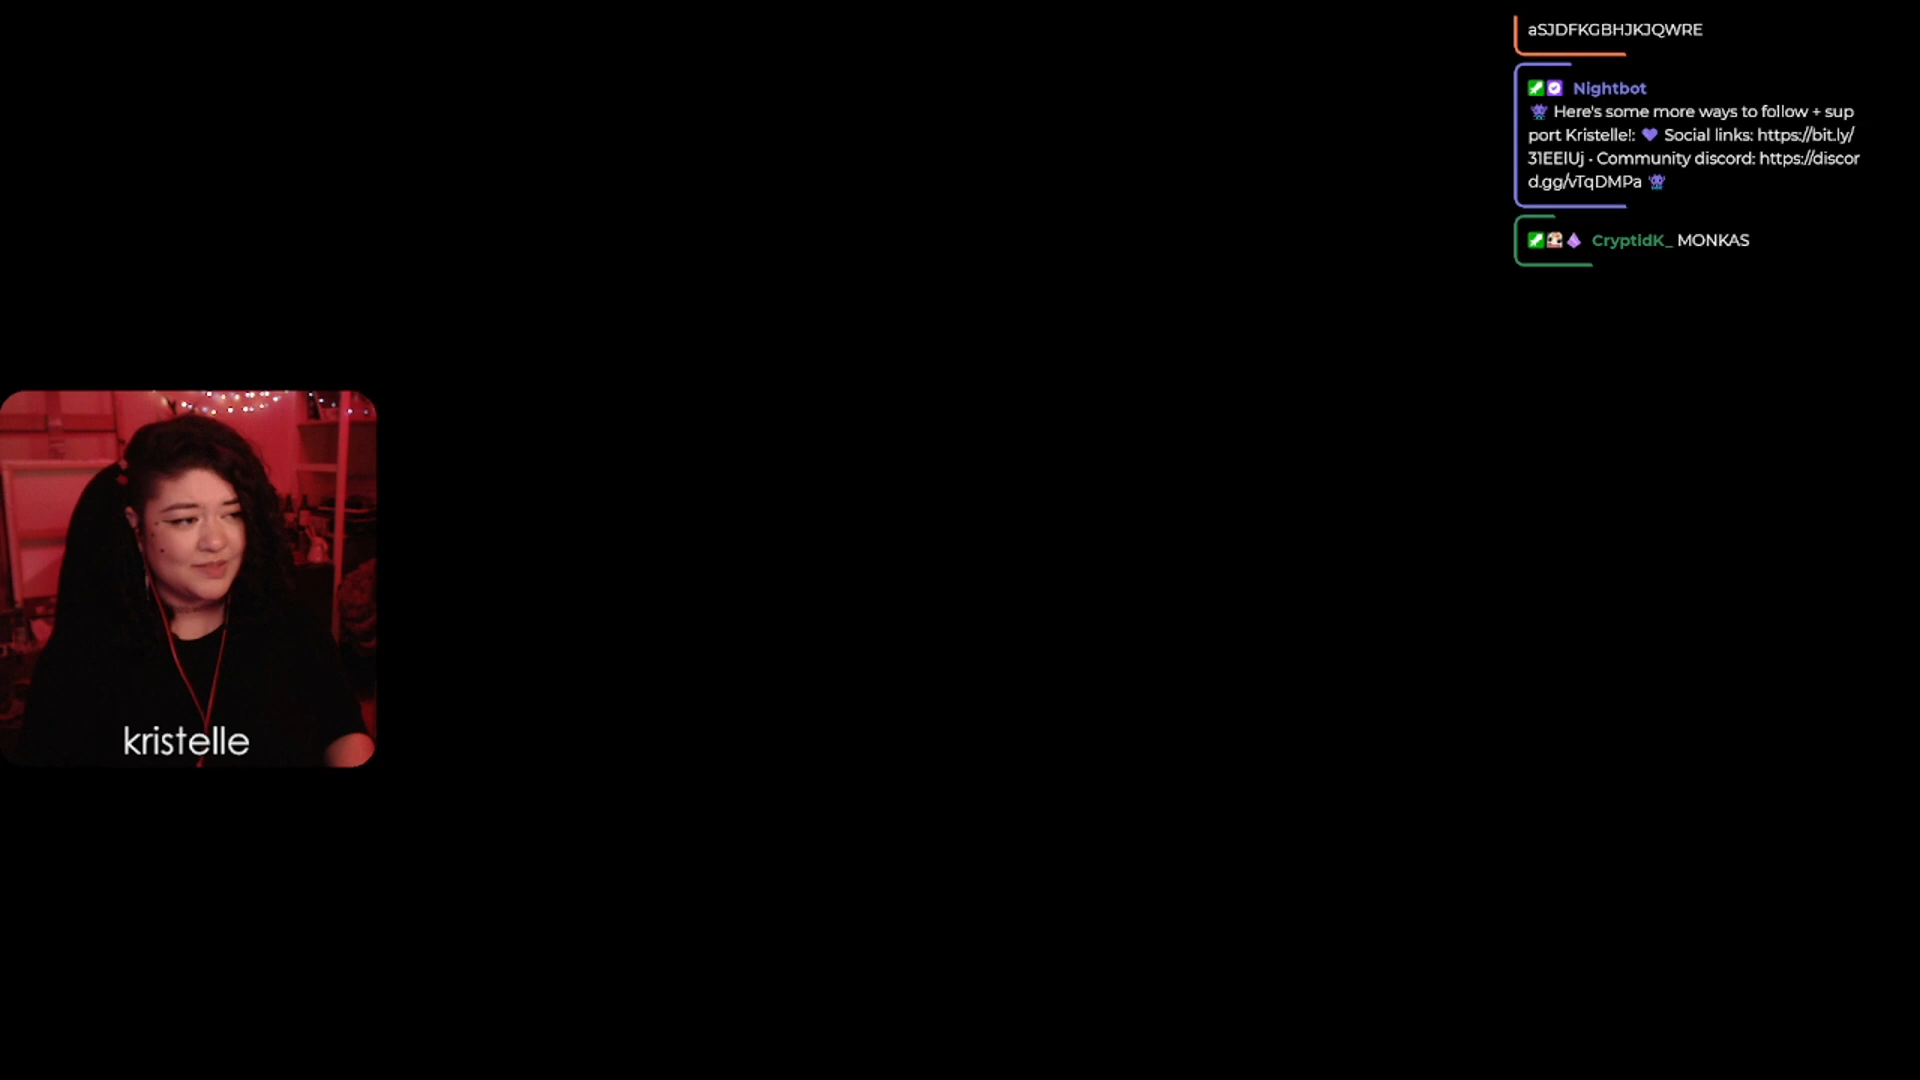 aSJDFKGBHJKJQWRE
Nightbot
Here's some more ways to follow + sup
port Kristelle!: 💜 Social links: https://bit.ly/
31EEIUj · Community discord: https://discor
d.gg/vTqDMPa
CryptidK_ MONKAS
kristelle